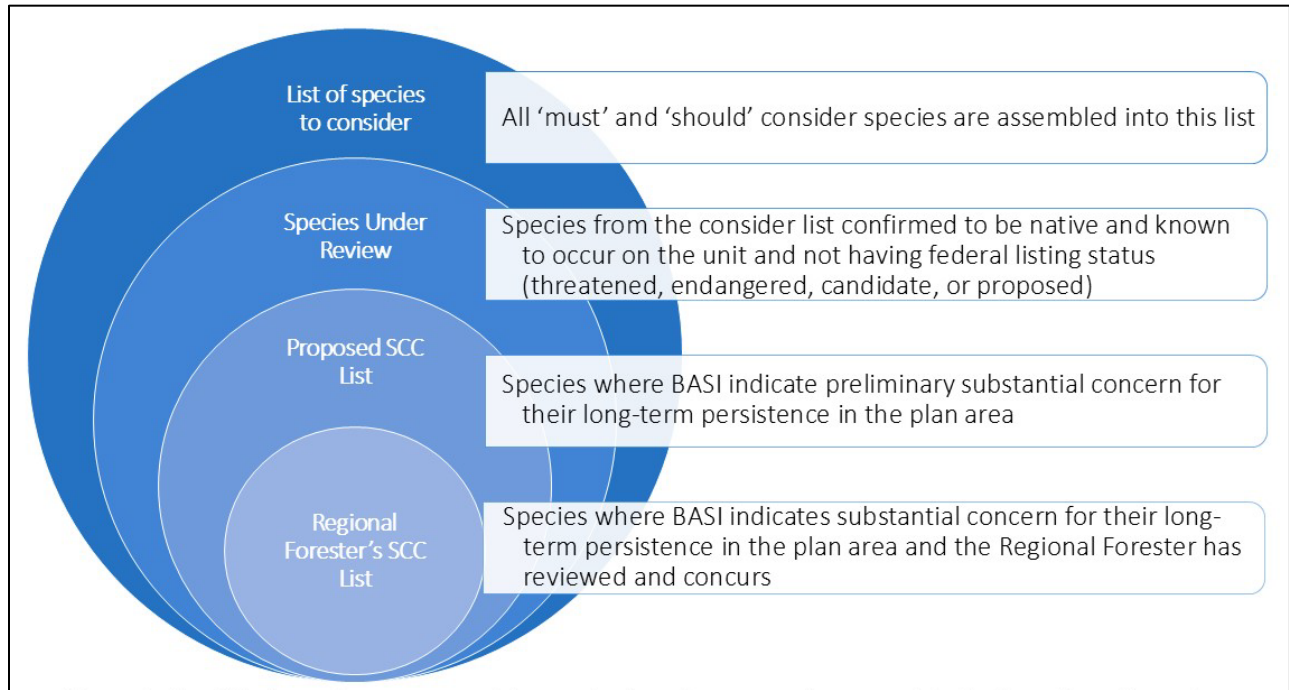 List of species
to consider
All ‘must’ and ‘should’ consider species are assembled into this list
Species Under
Review
Species from the consider list confirmed to be native and known
to occur on the unit and not having federal listing status
(threatened, endangered, candidate, or proposed)
Proposed SCC
List
Species where BASI indicate preliminary substantial concern for
their long-term persistence in the plan area
Regional
Forester’s SCC
List
Species where BASI indicates substantial concern for their long-
term persistence in the plan area and the Regional Forester has
reviewed and concurs